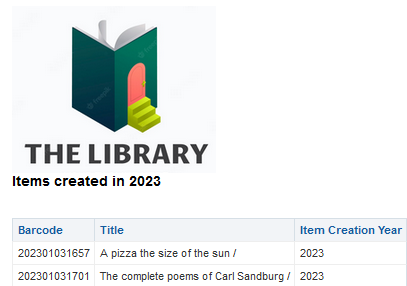 THE LIBRARY
Items created in 2023
Barcode Title Item Creation Year
202301031657 A pizza the size of the sun / 2023
202301031701 The complete poems of Carl Sandburg / 2023